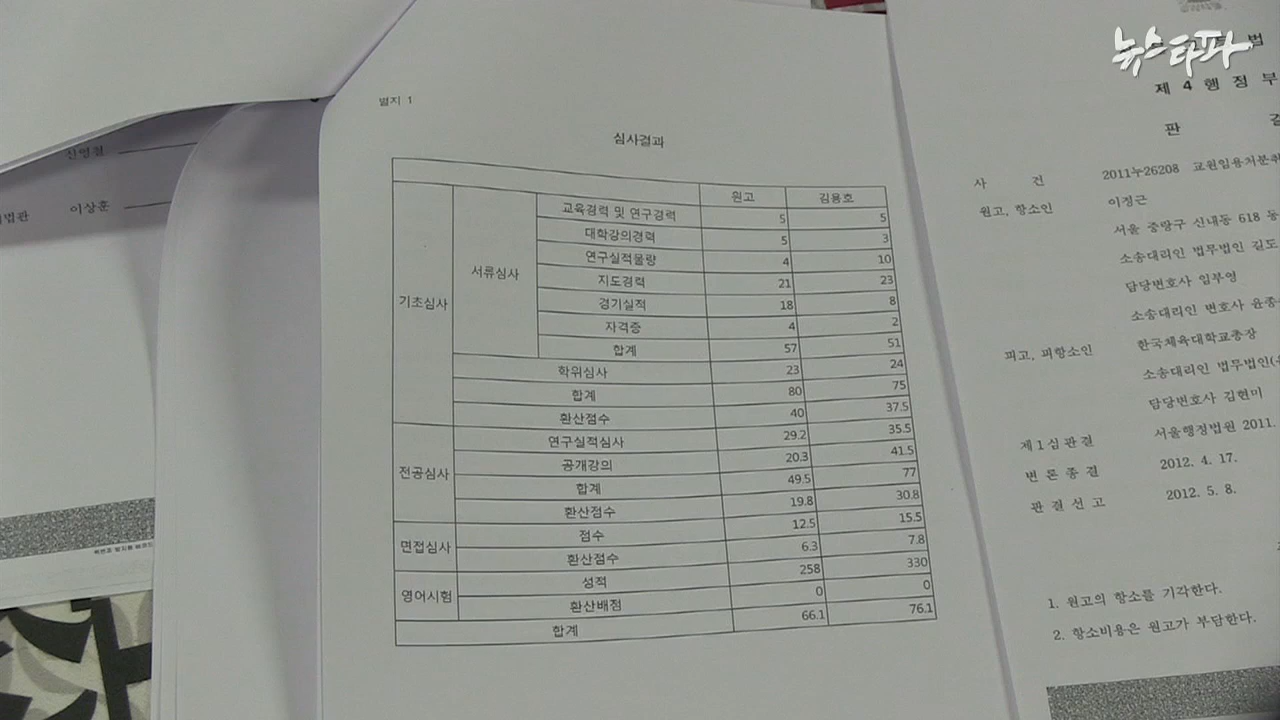 뉴스타파
신영철
이상훈
별지 1
심사결과
원고 김용호
기초심사 서류심사 교육경력 및 연구경력 5 5
대학강의경력 5 3
연구실적물량 4 10
지도경력 21 23
경기실적 18 8
자격증 4 2
합계 57 51
학위심사 23 24
합계 80 75
환산점수 40 37.5
전공심사 연구실적심사 29.2 35.5
공개강의 20.3 41.5
합계 49.5 77
환산점수 19.8 30.8
면접심사 점수 12.5 15.5
환산점수 6.3 7.8
영어시험 성적 258 330
환산배점 0 0
합계 66.1 76.1
법
제 4 행 정 부
판
사 건 2011누26208 교원임용처분취
원고, 항소인 이정근
서울 중랑구 신내동 618 동
소송대리인 법무법인 길도
담당변호사 임부영
소송대리인 변호사 윤종
피고, 피항소인 한국체육대학교총장
소송대리인 법무법인(
담당변호사 김현미
제1심판결 서울행정법원 2011.
변론종결 2012. 4. 17.
판결선고 2012. 5. 8.
1. 원고의 항소를 기각한다.
2. 항소비용은 원고가 부담한다.